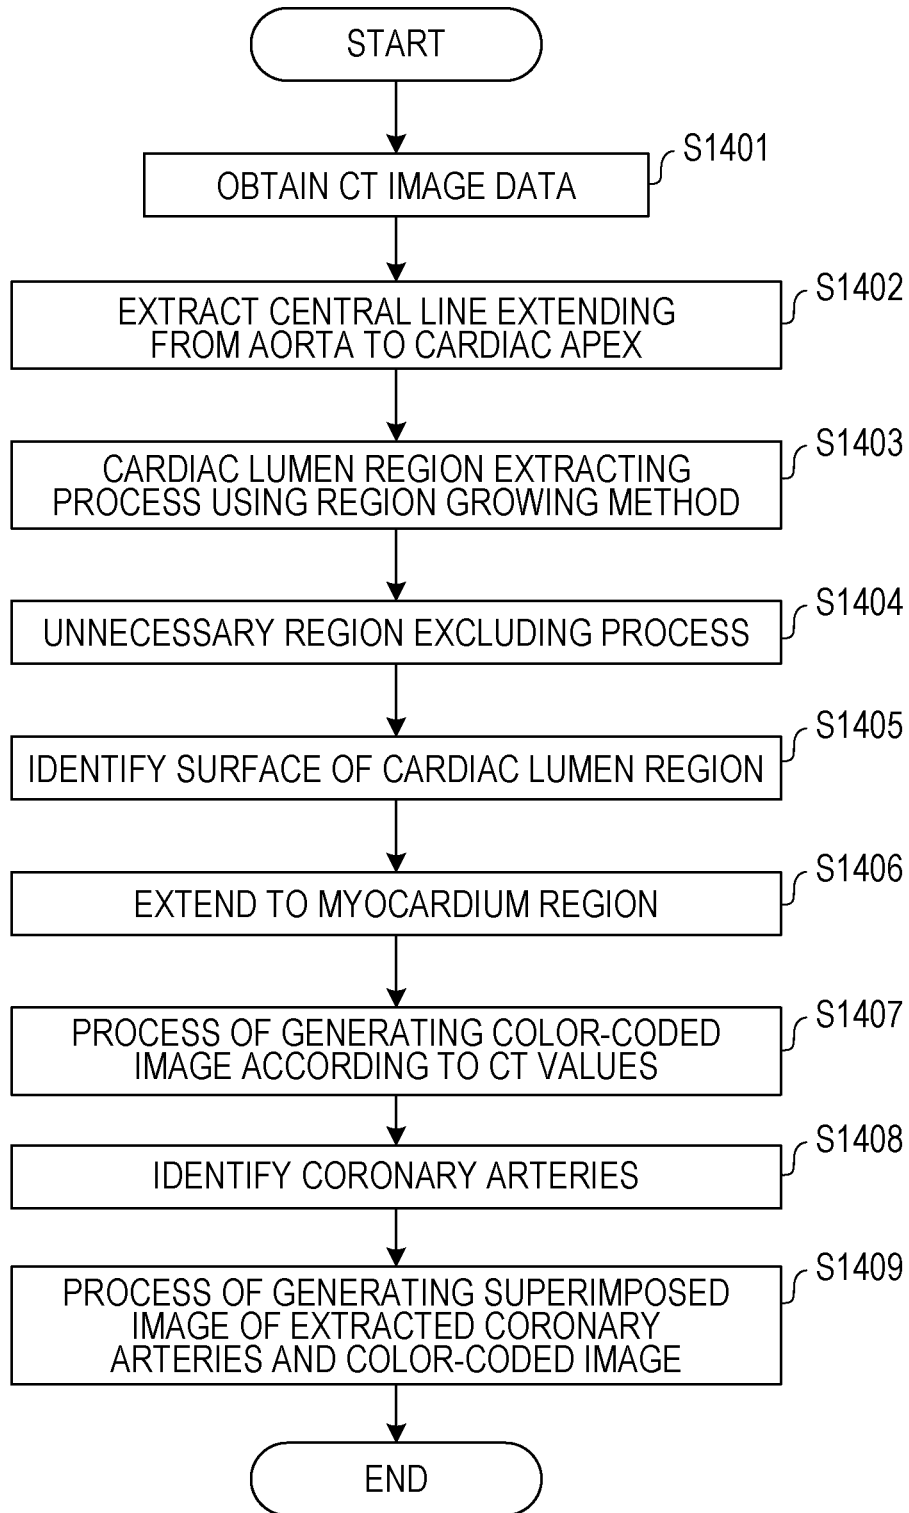 START
S1401
OBTAIN CT IMAGE DATA
S1402
EXTRACT CENTRAL LINE EXTENDING
FROM AORTA TO CARDIAC APEX
S1403
CARDIAC LUMEN REGION EXTRACTING
PROCESS USING REGION GROWING METHOD
S1404
UNNECESSARY REGION EXCLUDING PROCESS
S1405
IDENTIFY SURFACE OF CARDIAC LUMEN REGION
S1406
EXTEND TO MYOCARDIUM REGION
S1407
PROCESS OF GENERATING COLOR-CODED
IMAGE ACCORDING TO CT VALUES
S1408
IDENTIFY CORONARY ARTERIES
S1409
PROCESS OF GENERATING SUPERIMPOSED
IMAGE OF EXTRACTED CORONARY
ARTERIES AND COLOR-CODED IMAGE
END